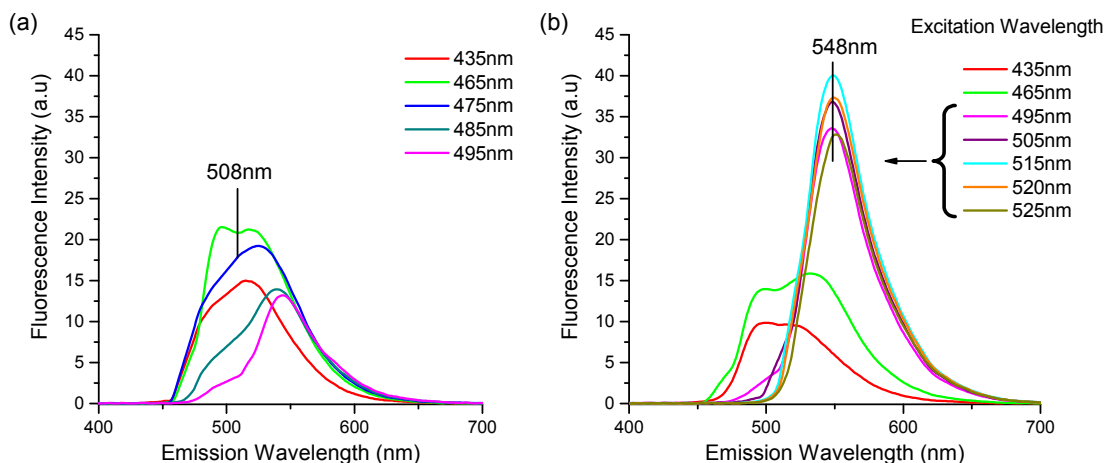 (a)
45
40
35
30
25
20
15
10
5
0
Fluorescence Intensity (a.u)
508nm
435nm
465nm
475nm
485nm
495nm
400 500 600 700
Emission Wavelength (nm)
(b)
45
40
35
30
25
20
15
10
5
0
Fluorescence Intensity (a.u)
548nm
Excitation Wavelength
435nm
465nm
495nm
505nm
515nm
520nm
525nm
400 500 600 700
Emission Wavelength (nm)